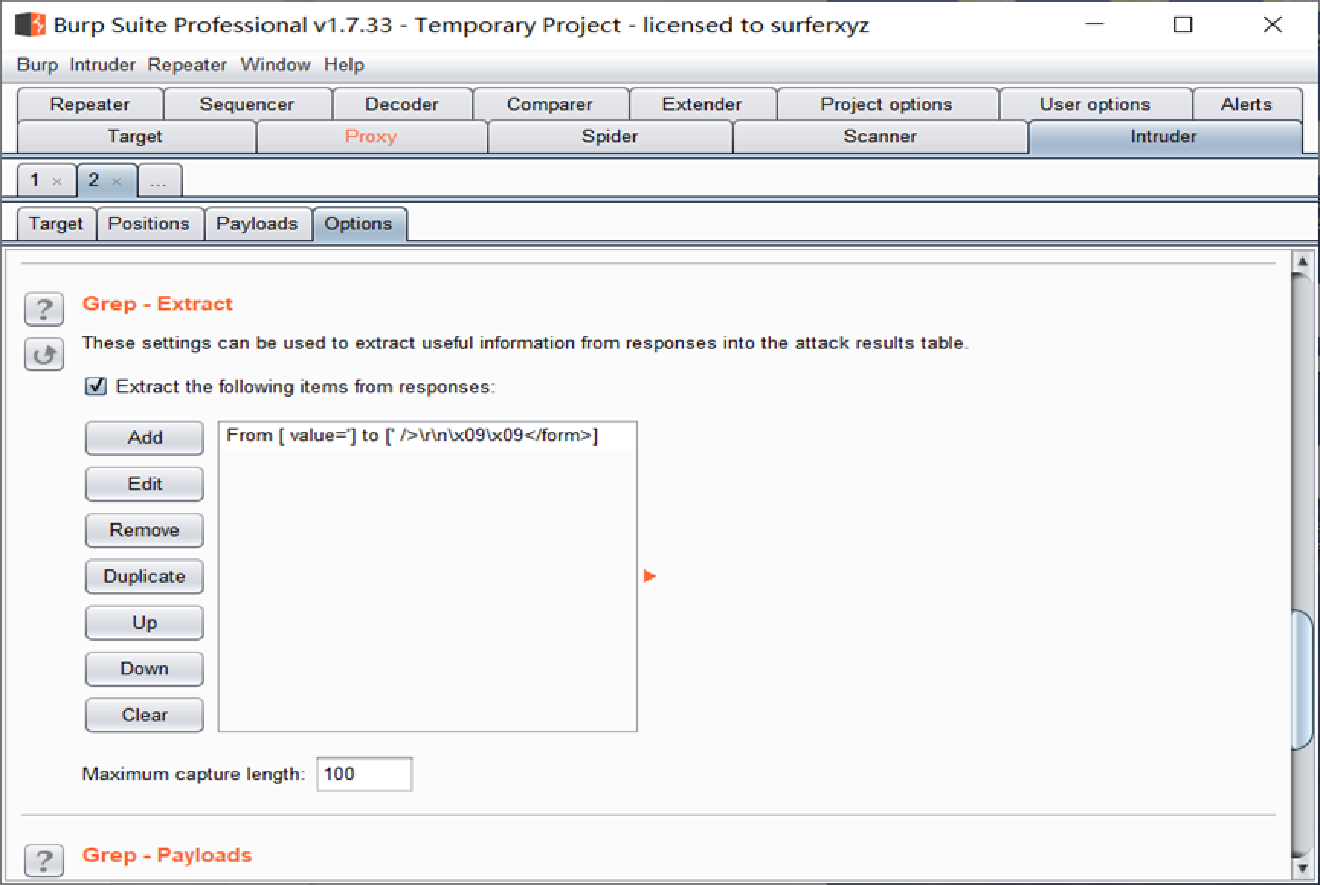 Burp Suite Professional v1.7.33 - Temporary Project - licensed to surferxyz
Burp Intruder Repeater Window Help
Repeater Sequencer Decoder Comparer Extender Project options User options Alerts
Target Proxy Spider Scanner Intruder
1 × 2 × ...
Target Positions Payloads Options
? Grep - Extract
These settings can be used to extract useful information from responses into the attack results table.
Extract the following items from responses:
Add
From [ value='] to [' />\r\n\x09\x09</form>]
Edit
Remove
Duplicate
Up
Down
Clear
Maximum capture length: 100
? Grep - Payloads